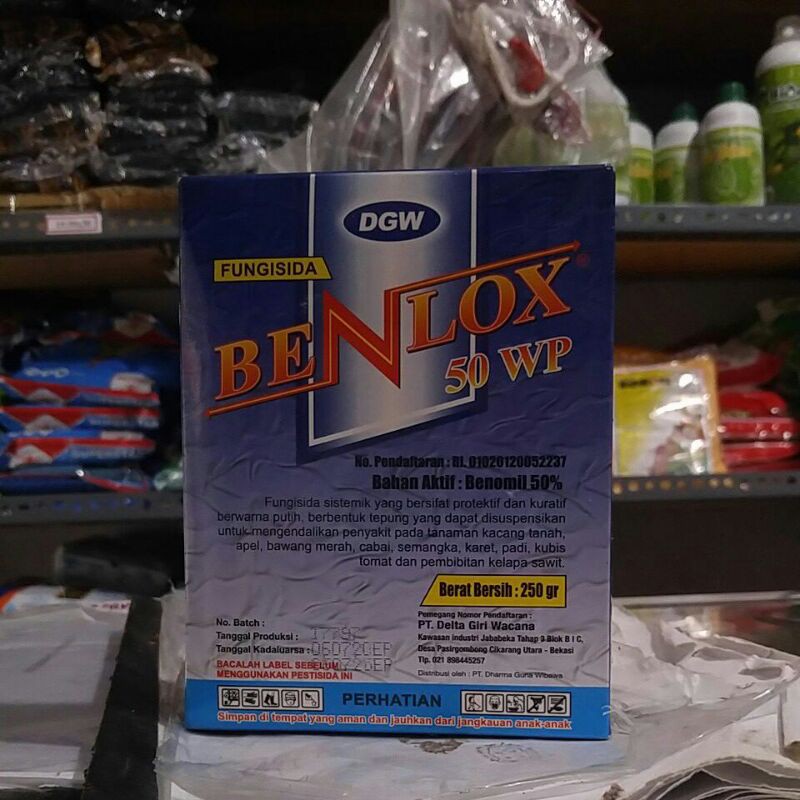 DGW
FUNGISIDA
BENLOX®
50 WP
No. Pendaftaran : RI. 01020120052237
Bahan Aktif : Benomil 50%
Fungisida sistemik yang bersifat protektif dan kuratif
berwarna putih, berbentuk tepung yang dapat disuspensikan
untuk mengendalikan penyakit pada tanaman kacang tanah,
apel, bawang merah, cabai, semangka, karet, padi, kubis
tomat dan pembibitan kelapa sawit.
Berat Bersih : 250 gr
No. Batch :
Tanggal Produksi :
Tanggal Kadaluarsa :
BACALAH LABEL SEBELUM
MENGGUNAKAN PESTISIDA INI
Pemegang Nomor Pendaftaran :
PT. Delta Giri Wacana
Kawasan Industri Jababeka Tahap 9 Blok B I C,
Desa Pasirgombong Cikarang Utara - Bekasi
Tlp. 021 898445257
Distribusi oleh : PT. Dharma Guna Wibawa
PERHATIAN
Simpan di tempat yang aman dan jauhkan dari jangkauan anak-anak